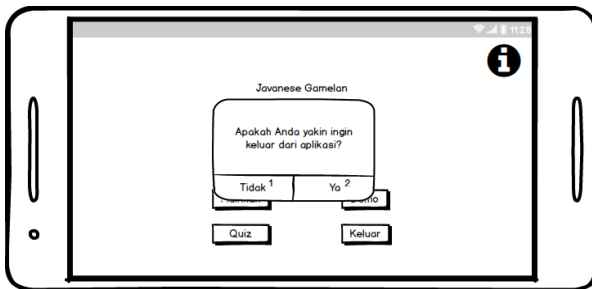 11:28
Javanese Gamelan
Apakah Anda yakin ingin
keluar dari aplikasi?
Tidak 1
Ya 2
Quiz
Keluar